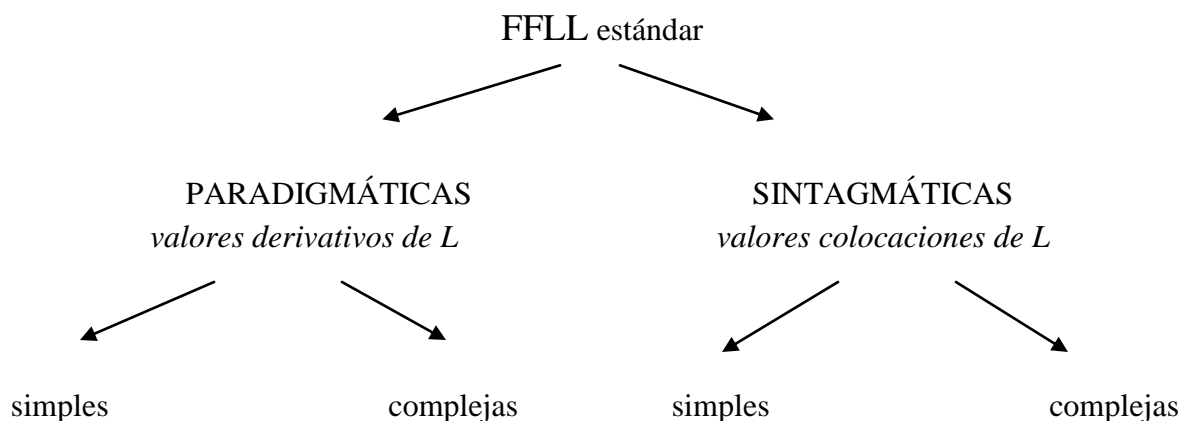 FFLL estándar
PARADIGMÁTICAS SINTAGMÁTICAS
valores derivativos de L valores colocaciones de L
simples complejas simples complejas